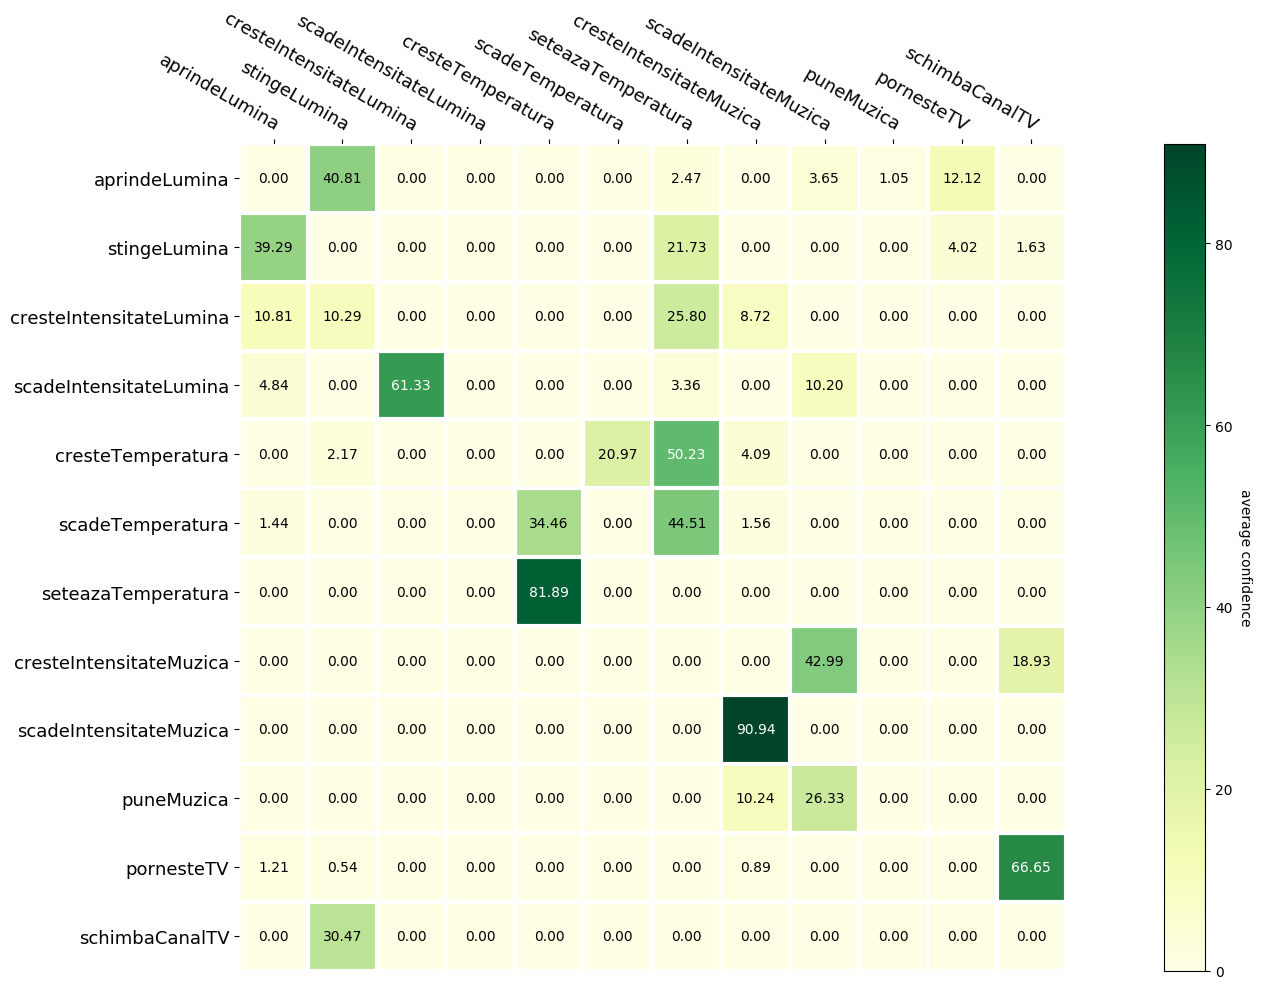 aprindeLumina
stingeLumina
cresteIntensitateLumina
scadeIntensitateLumina
cresteTemperatura
scadeTemperatura
seteazaTemperatura
cresteIntensitateMuzica
scadeIntensitateMuzica
puneMuzica
pornesteTV
schimbaCanalTV
aprindeLumina 0.00 40.81 0.00 0.00 0.00 0.00 2.47 0.00 3.65 1.05 12.12 0.00
stingeLumina 39.29 0.00 0.00 0.00 0.00 0.00 21.73 0.00 0.00 0.00 4.02 1.63
cresteIntensitateLumina 10.81 10.29 0.00 0.00 0.00 0.00 25.80 8.72 0.00 0.00 0.00 0.00
scadeIntensitateLumina 4.84 0.00 61.33 0.00 0.00 0.00 3.36 0.00 10.20 0.00 0.00 0.00
cresteTemperatura 0.00 2.17 0.00 0.00 0.00 20.97 50.23 4.09 0.00 0.00 0.00 0.00
scadeTemperatura 1.44 0.00 0.00 0.00 34.46 0.00 44.51 1.56 0.00 0.00 0.00 0.00
seteazaTemperatura 0.00 0.00 0.00 0.00 81.89 0.00 0.00 0.00 0.00 0.00 0.00 0.00
cresteIntensitateMuzica 0.00 0.00 0.00 0.00 0.00 0.00 0.00 0.00 42.99 0.00 0.00 18.93
scadeIntensitateMuzica 0.00 0.00 0.00 0.00 0.00 0.00 0.00 90.94 0.00 0.00 0.00 0.00
puneMuzica 0.00 0.00 0.00 0.00 0.00 0.00 0.00 10.24 26.33 0.00 0.00 0.00
pornesteTV 1.21 0.54 0.00 0.00 0.00 0.00 0.00 0.89 0.00 0.00 0.00 66.65
schimbaCanalTV 0.00 30.47 0.00 0.00 0.00 0.00 0.00 0.00 0.00 0.00 0.00 0.00
80
60
40
20
0
average confidence